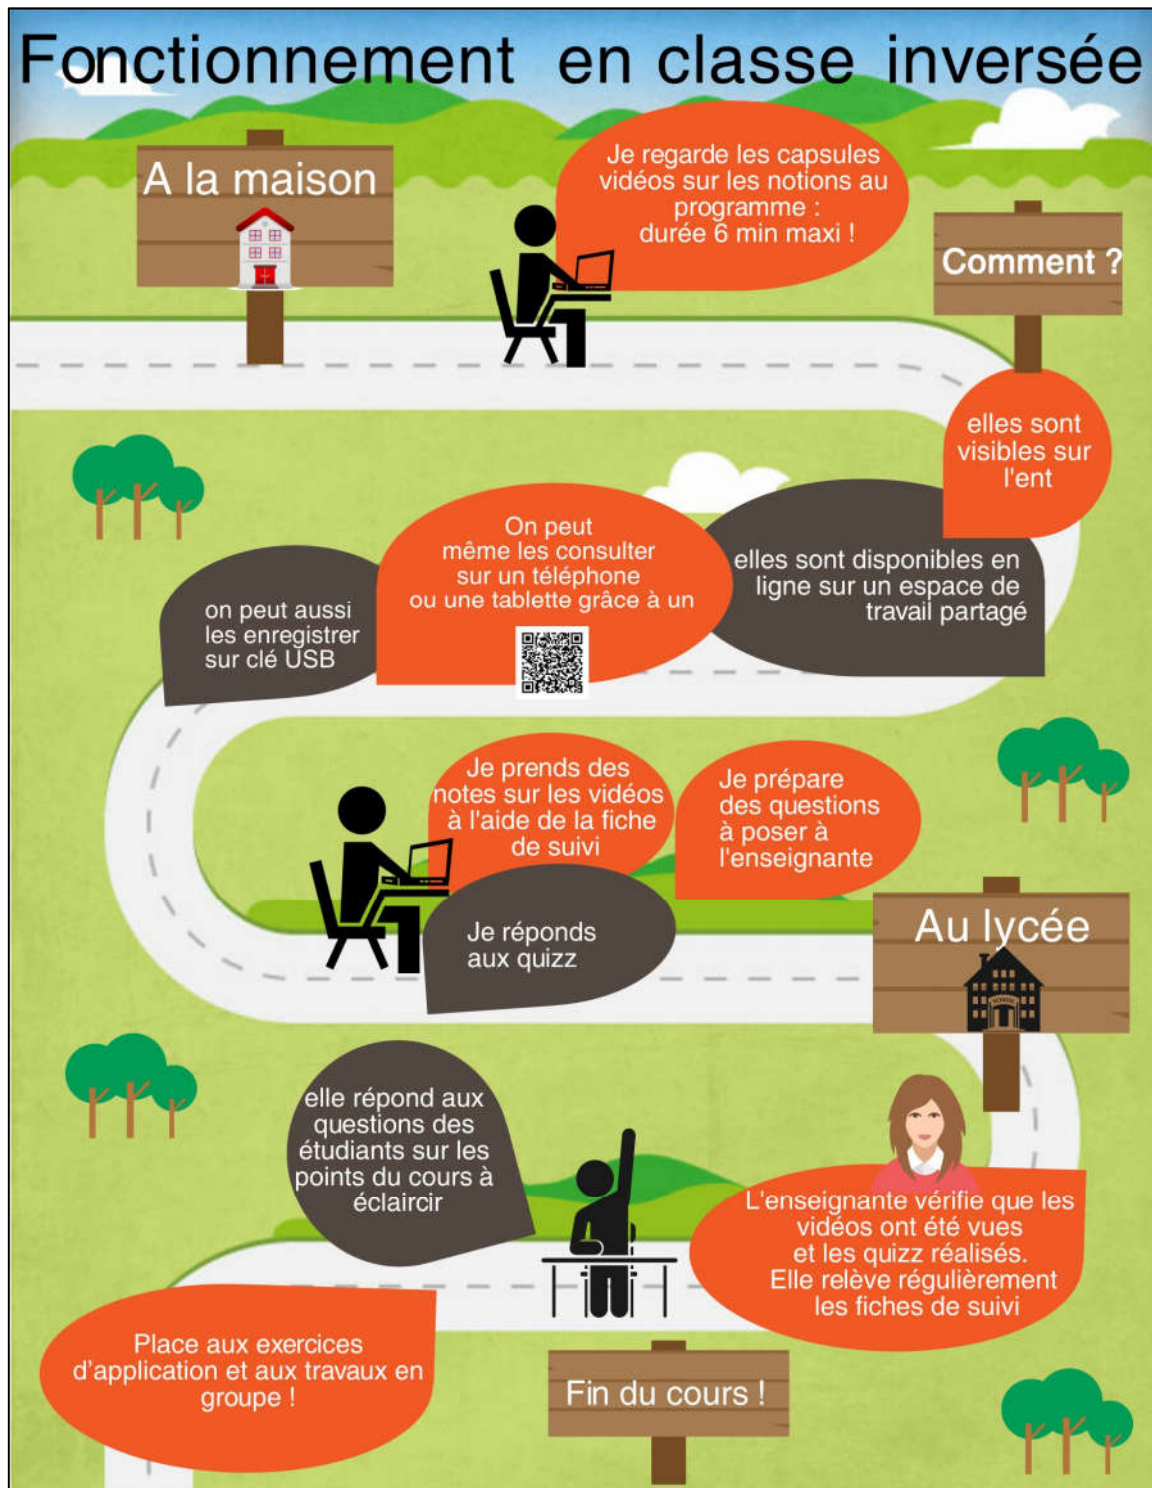 Fonctionnement en classe inversée
A la maison
Je regarde les capsules
vidéos sur les notions au
programme :
durée 6 min maxi !
Comment ?
elles sont
visibles sur
l'ent
elles sont disponibles en
ligne sur un espace de
travail partagé
On peut
même les consulter
sur un téléphone
ou une tablette grâce à un
on peut aussi
les enregistrer
sur clé USB
Je prends des
notes sur les vidéos
à l'aide de la fiche
de suivi
Je prépare
des questions
à poser à
l'enseignante
Je réponds
aux quizz
Au lycée
SCHOOL
L'enseignante vérifie que les
vidéos ont été vues
et les quizz réalisés.
Elle relève régulièrement
les fiches de suivi
elle répond aux
questions des
étudiants sur les
points du cours à
éclaircir
Place aux exercices
d'application et aux travaux en
groupe !
Fin du cours !